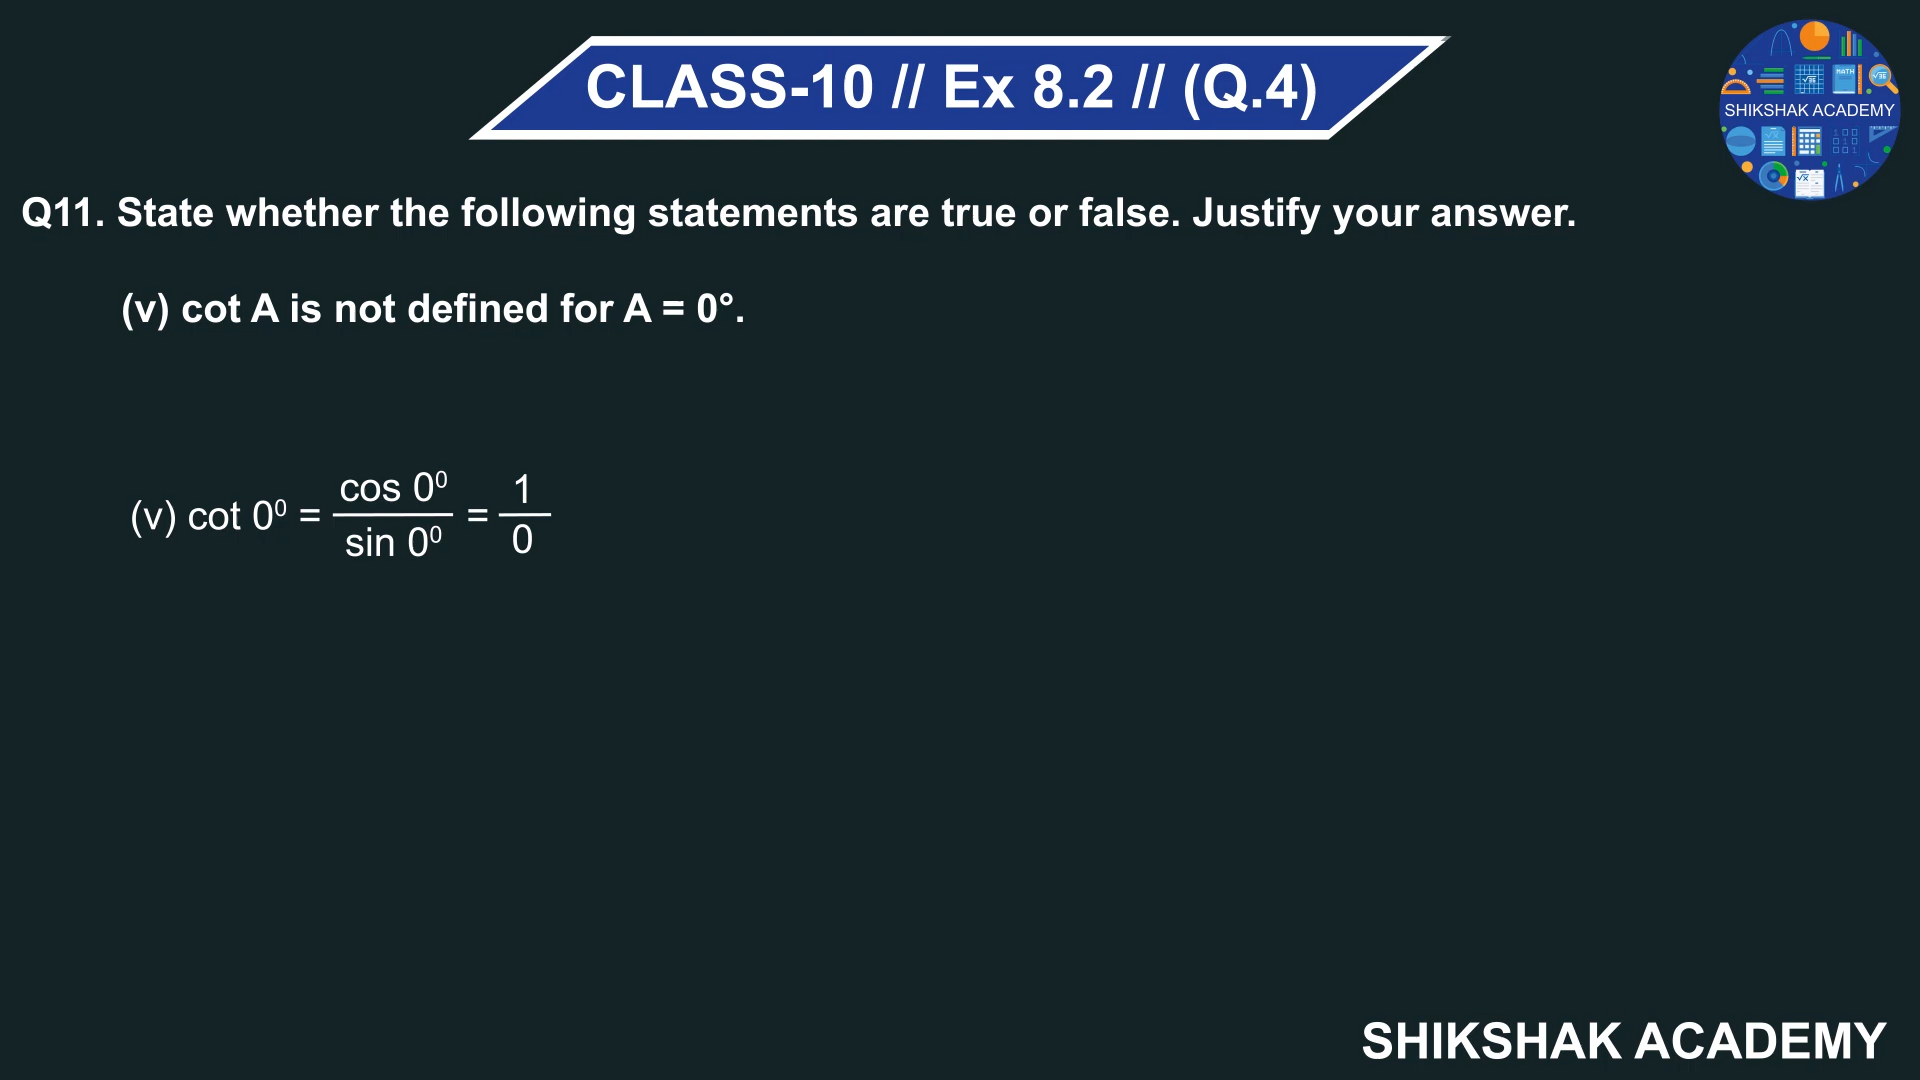 CLASS-10 // Ex 8.2 // (Q.4)
MATH
SHIKSHAK ACADEMY
Q11. State whether the following statements are true or false. Justify your answer.
(v) cot A is not defined for A = 0°.
(v) cot 0⁰ = cos 0⁰ / sin 0⁰ = 1 / 0
SHIKSHAK ACADEMY